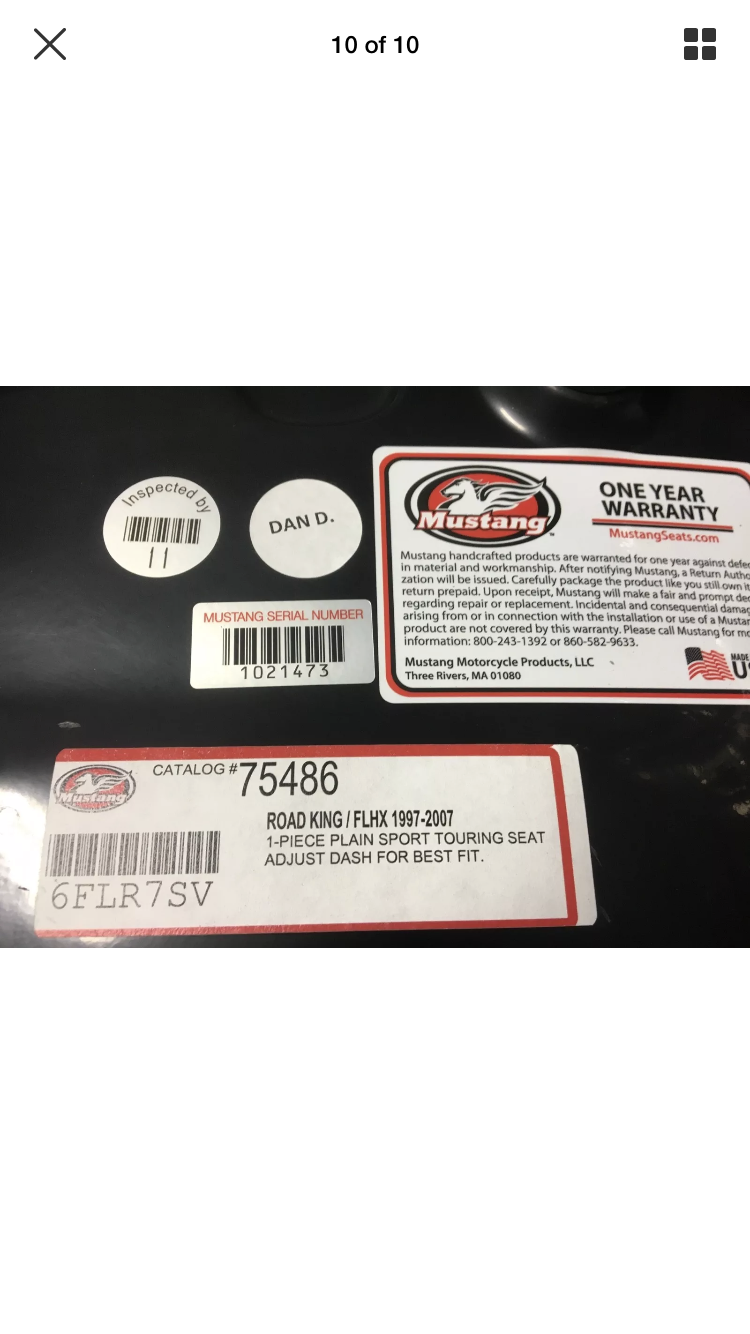 10 of 10
Inspected by
11
DAN D.
MUSTANG SERIAL NUMBER
1021473
Mustang
ONE YEAR
WARRANTY
MustangSeats.com
Mustang handcrafted products are warranted for one year against
in material and workmanship. After notifying Mustang, a Return
zation will be issued. Carefully package the product like you still own it
return prepaid. Upon receipt, Mustang will make a fair and prompt
regarding repair or replacement. Incidental and consequential
arising from or in connection with the installation or use of a
product are not covered by this warranty. Please call Mustang for
information: 800-243-1392 or 860-582-9633.
Mustang Motorcycle Products, LLC
Three Rivers, MA 01080
MADE
Mustang
CATALOG # 75486
ROAD KING / FLHX 1997-2007
1-PIECE PLAIN SPORT TOURING SEAT
ADJUST DASH FOR BEST FIT.
6FLR7SV